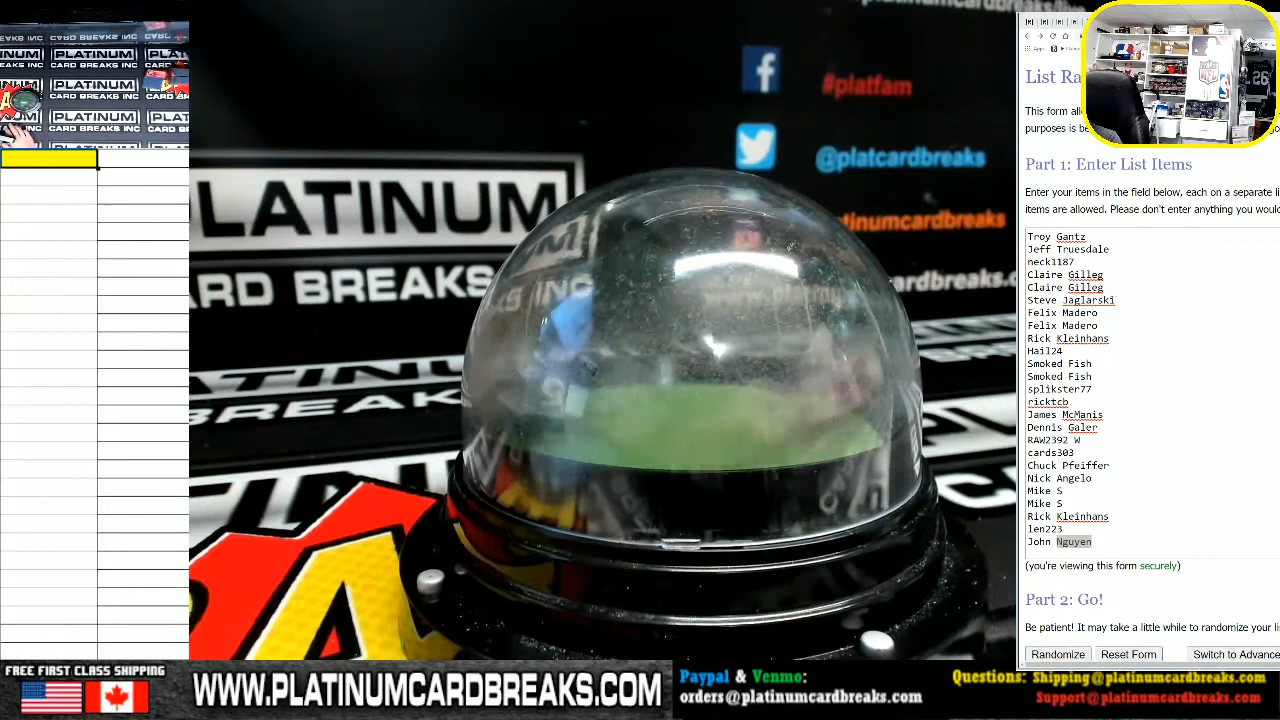 PLATINUM
CARD BREAKS INC
#platfam
@platcardbreaks
LATINUM
RD BREAKS INC
tinumcardbreaks
BREAKS
List Ra
This form all
purposes is be
Part 1: Enter List Items
Enter your items in the field below, each on a separate l
items are allowed. Please don't enter anything you woul
Troy Gantz
Jeff Truesdale
neck1187
Claire Gilleg
Claire Gilleg
Steve Jaglarski
Felix Madero
Felix Madero
Rick Kleinhans
Hail24
Smoked Fish
Smoked Fish
splikster77
ricktcb
James McManis
Dennis Galer
RAW2392 W
cards303
Chuck Pfeiffer
Nick Angelo
Mike S
Mike S
Rick Kleinhans
len223
John Nguyen
(you're viewing this form securely)
Part 2: Go!
Be patient! It may take a little while to randomize your li
Randomize
Reset Form
Switch to Advance
FREE FIRST CLASS SHIPPING
WWW.PLATINUMCARDBREAKS.COM
Paypal & Venmo:
orders@platinumcardbreaks.com
Questions: Shipping@platinumcardbreaks.com
Support@platinumcardbreaks.com